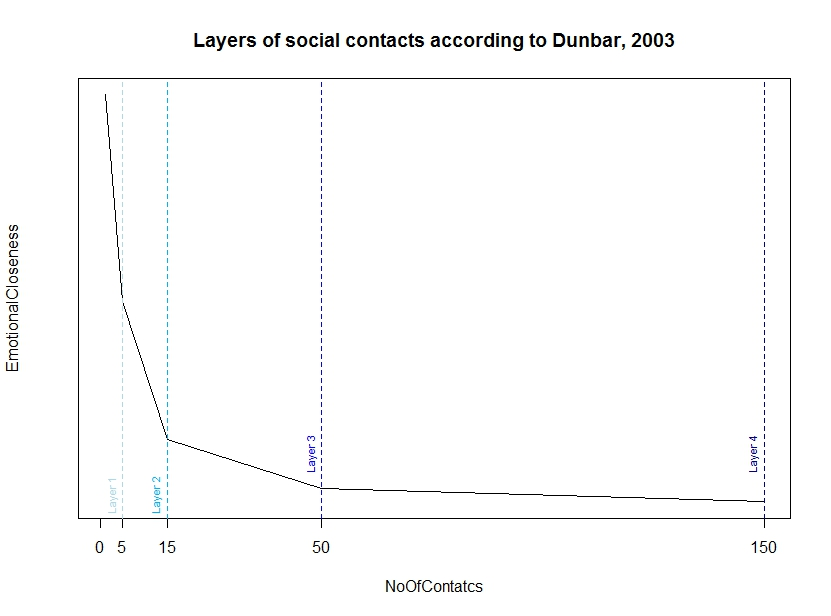 Layers of social contacts according to Dunbar, 2003
EmotionalCloseness
Layer 1
Layer 2
Layer 3
Layer 4
0 5 15 50 150
NoOfContatcs